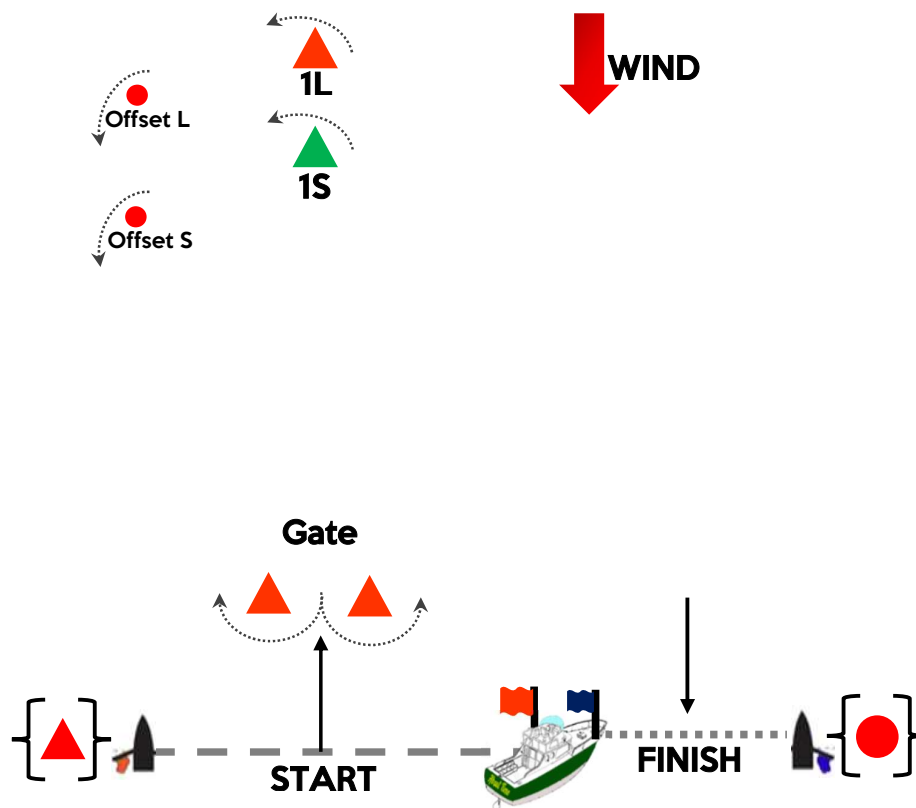 1L
WIND
Offset L
1S
Offset S
Gate
START
FINISH